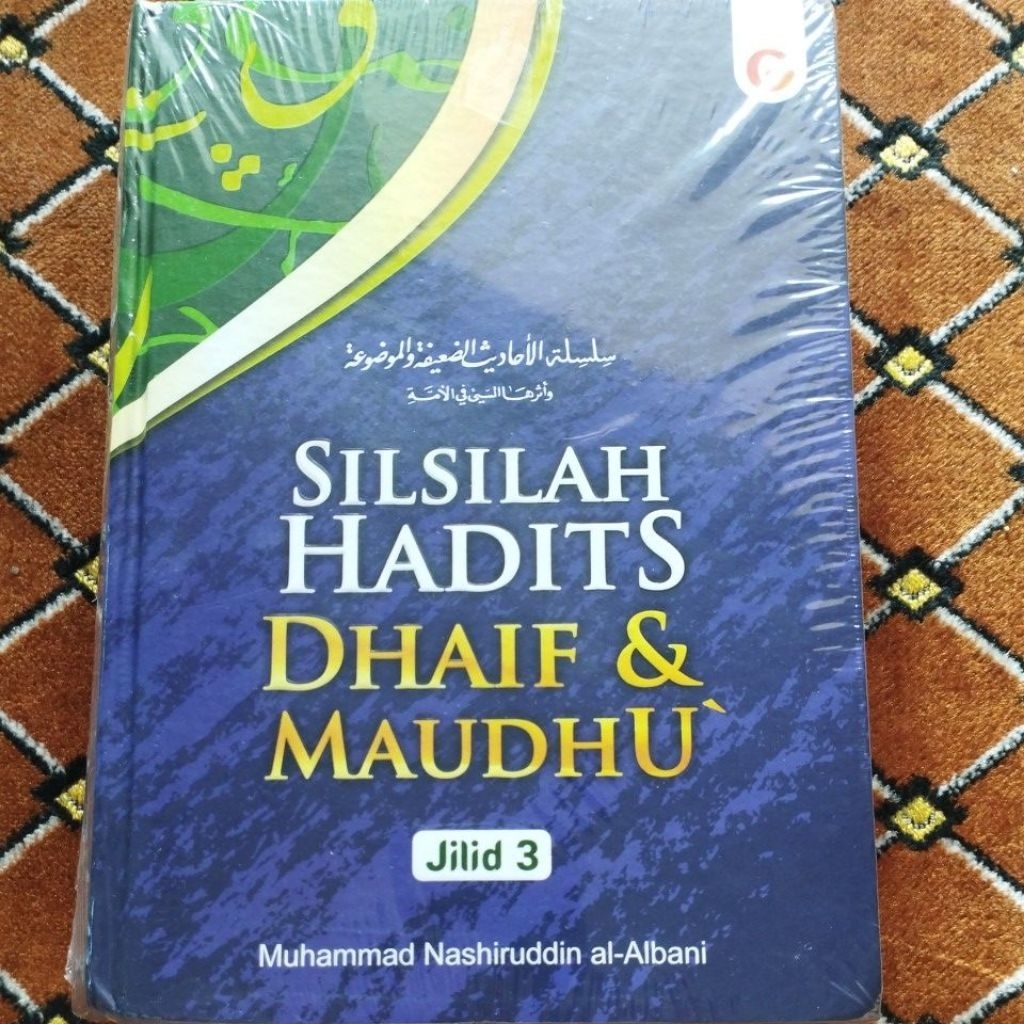 سلسلة الأحاديث الضعيفة والموضوعة
وأثرها السيئ في الأمة
SILSILAH
HADITS
DHAIF &
MAUDHU`
Jilid 3
Muhammad Nashiruddin al-Albani